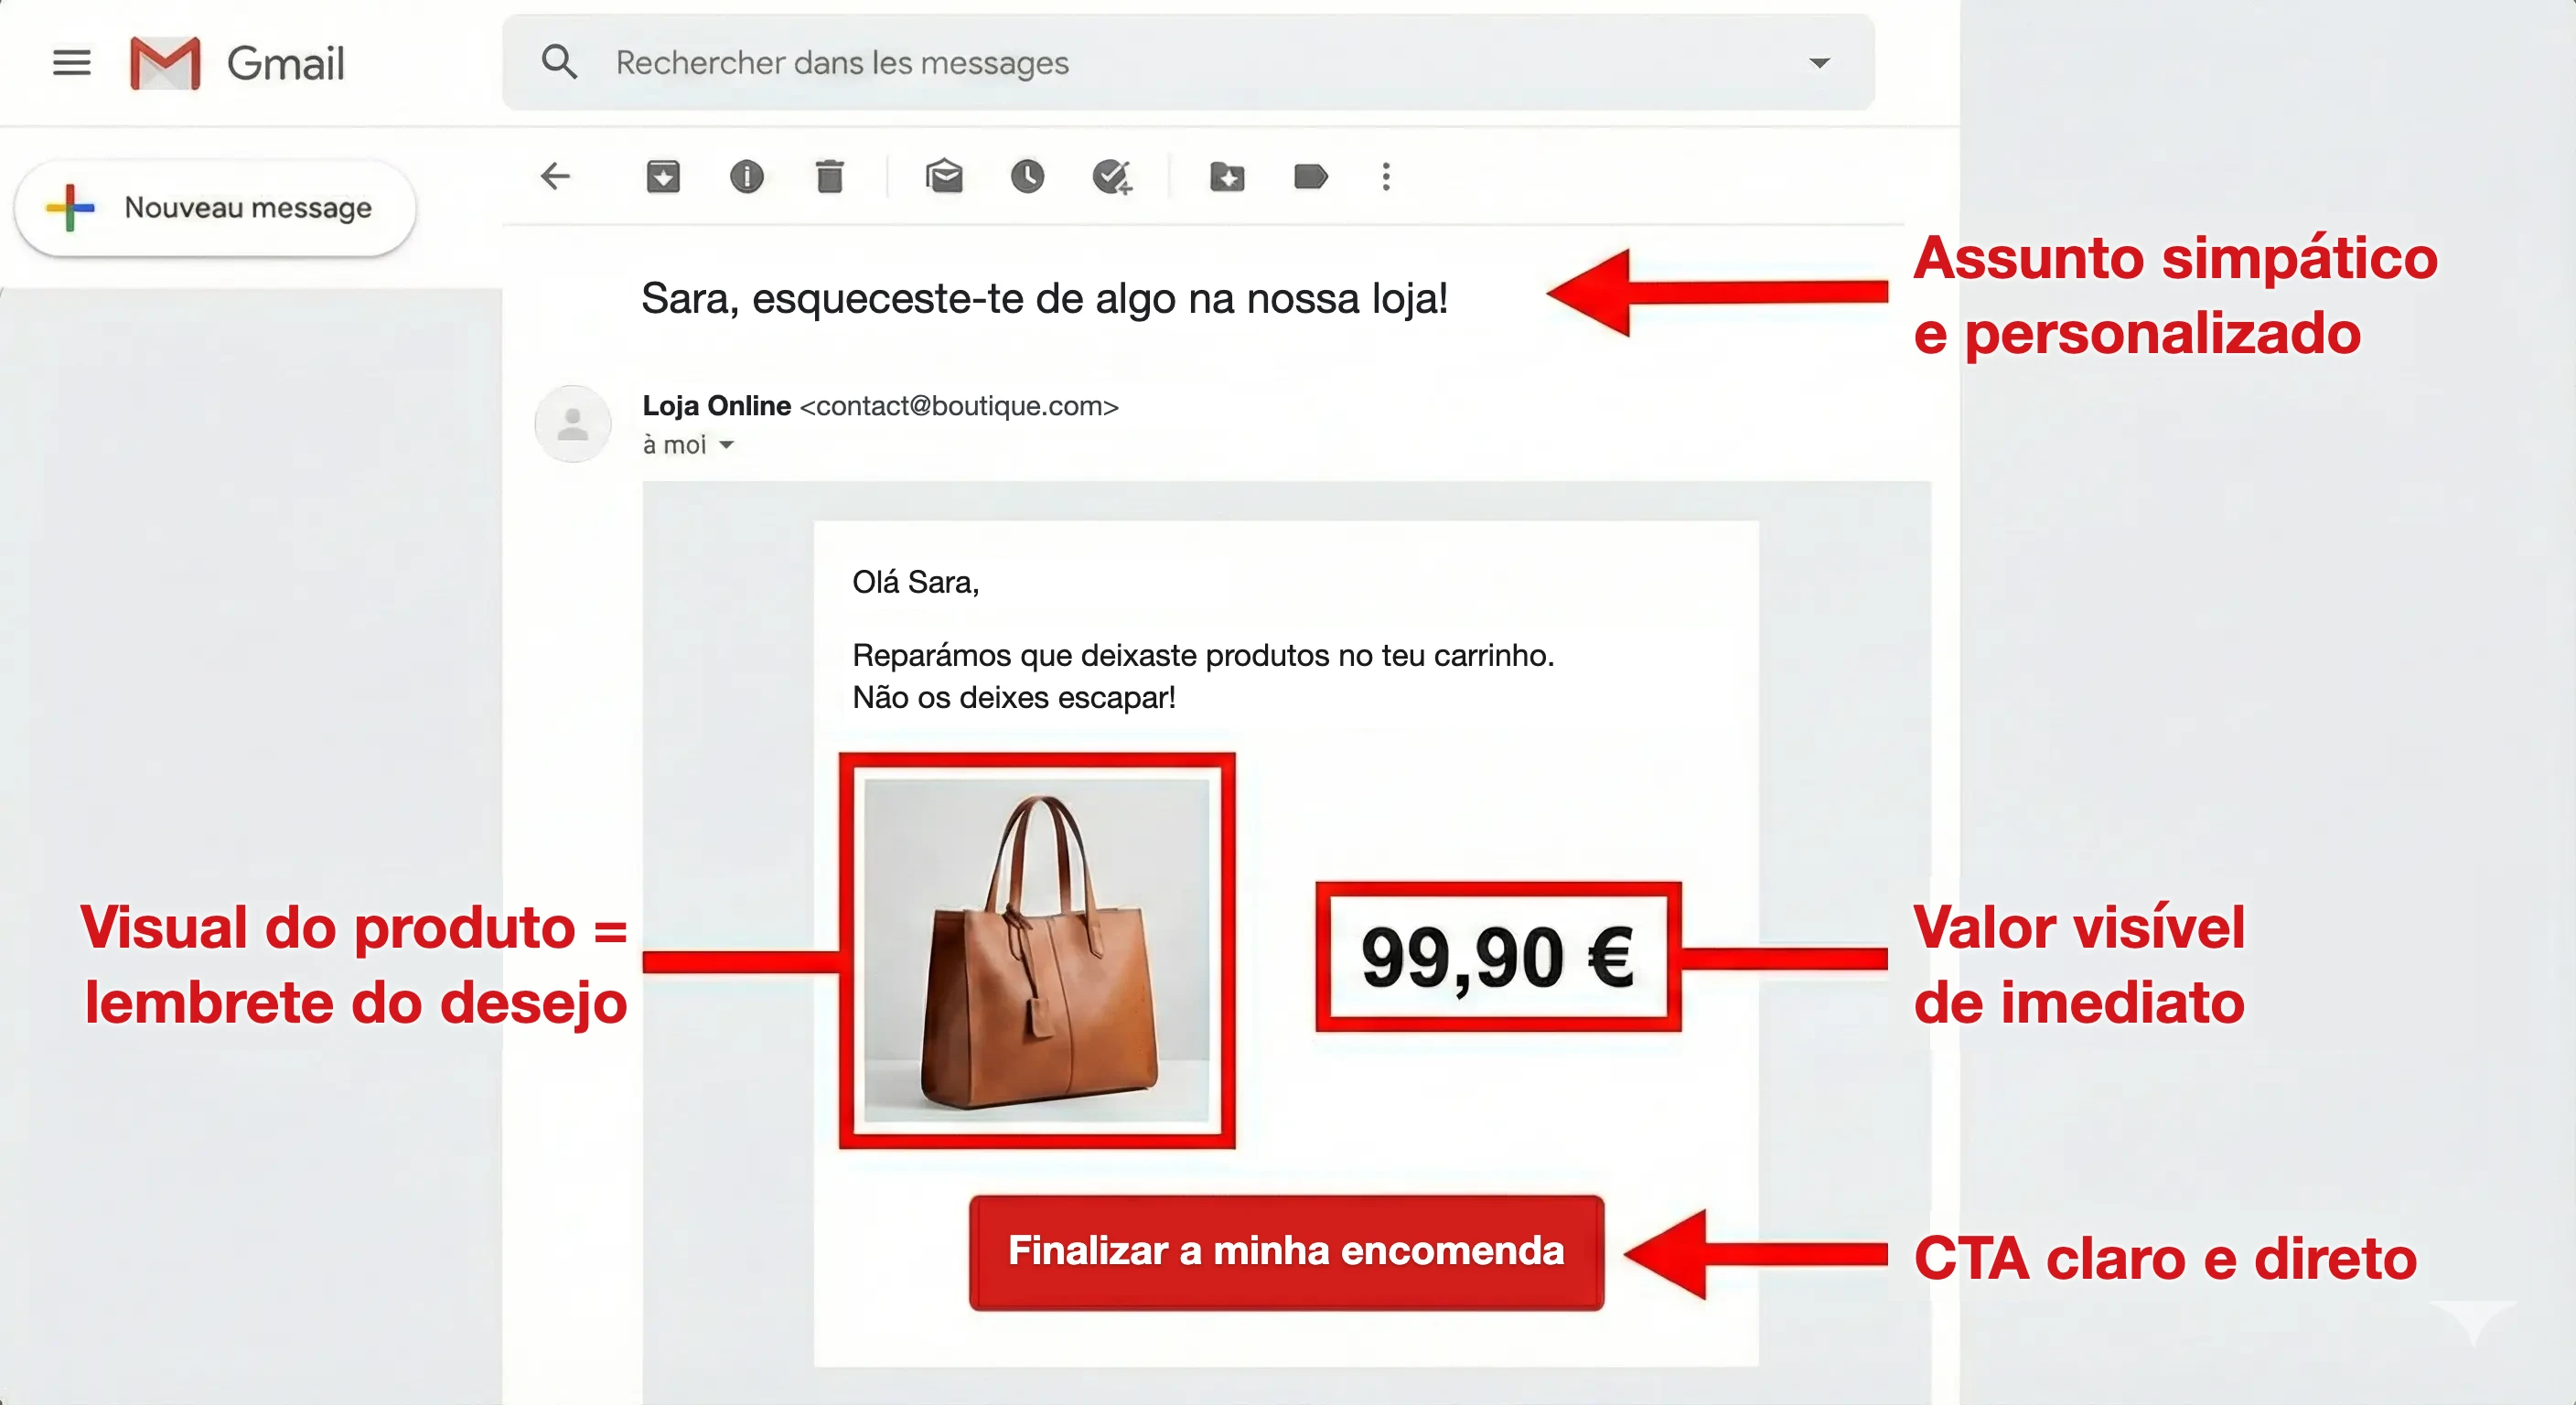 Gmail
Rechercher dans les messages
Nouveau message
Sara, esqueceste-te de algo na nossa loja!
Assunto simpático
e personalizado
Loja Online <contact@boutique.com>
à moi
Olá Sara,
Reparámos que deixaste produtos no teu carrinho.
Não os deixes escapar!
Visual do produto =
lembrete do desejo
99,90 €
Valor visível
de imediato
Finalizar a minha encomenda
CTA claro e direto